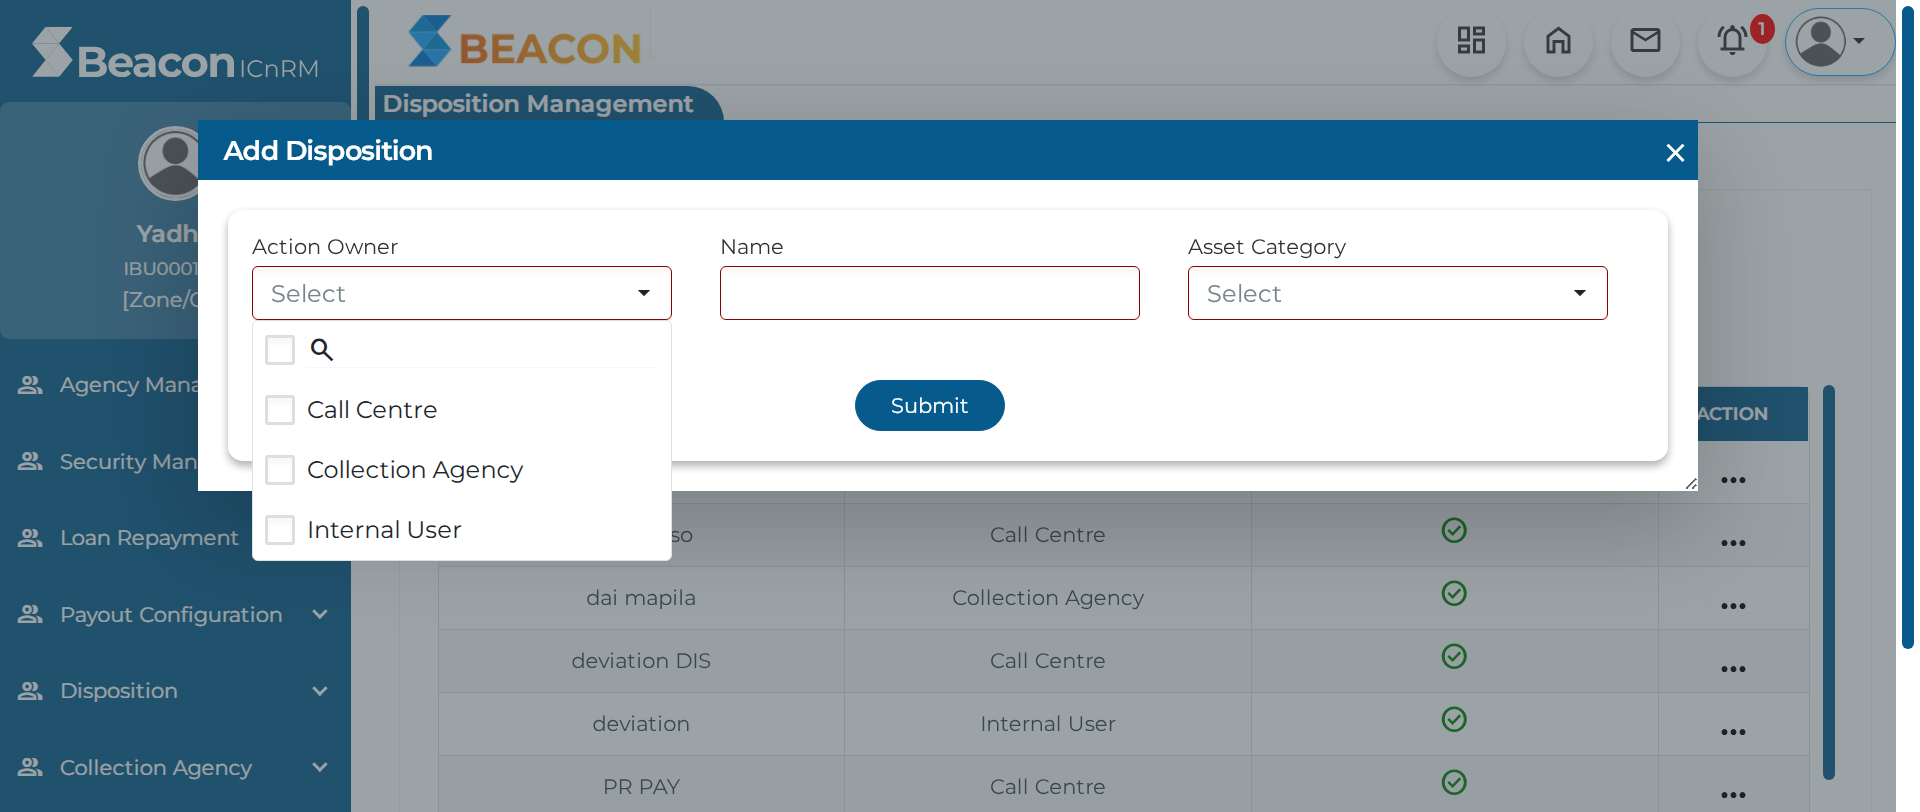 Beacon ICnRM
BEACON
1
Disposition Management
Add Disposition
Yadh
IBU0001
[Zone/
Action Owner
Name
Asset Category
Select
Select
Call Centre
Collection Agency
Internal User
Submit
ACTION
Agency Mana
Security Man
Loan Repayment
Payout Configuration
Disposition
Collection Agency
so
Call Centre
dai mapila
Collection Agency
deviation DIS
Call Centre
deviation
Internal User
PR PAY
Call Centre